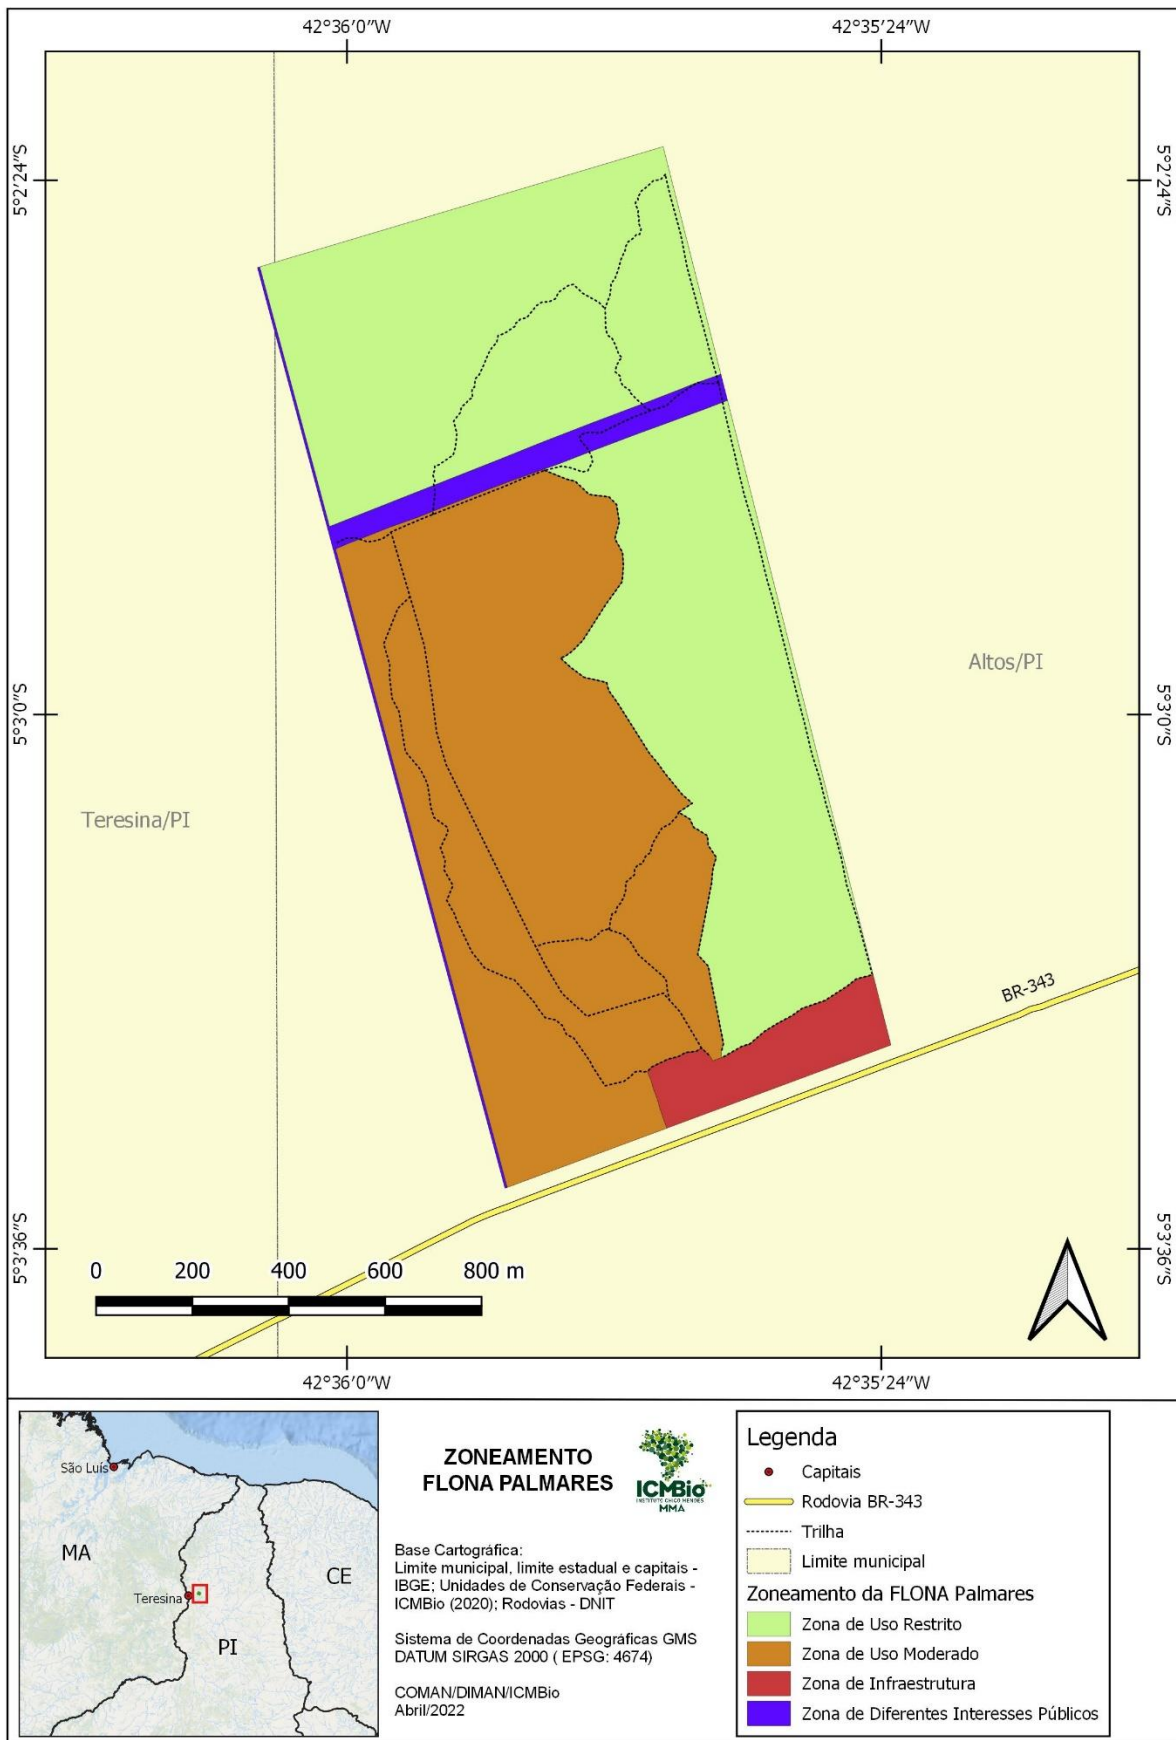 42°36'0"W
42°35'24"W
5°2'24"S
5°2'24"S
Altos/PI
5°3'0"S
5°3'0"S
Teresina/PI
BR-343
5°3'36"S
5°3'36"S
0 200 400 600 800 m
42°36'0"W
42°35'24"W
São Luís
MA
CE
Teresina
PI
ZONEAMENTO
FLONA PALMARES
ICMBio
INSTITUTO CHICO MENDES
MMA
Base Cartográfica:
Limite municipal, limite estadual e capitais -
IBGE; Unidades de Conservação Federais -
ICMBio (2020); Rodovias - DNIT
Sistema de Coordenadas Geográficas GMS
DATUM SIRGAS 2000 ( EPSG: 4674)
COMAN/DIMAN/ICMBio
Abril/2022
Legenda
Capitais
Rodovia BR-343
Trilha
Limite municipal
Zoneamento da FLONA Palmares
Zona de Uso Restrito
Zona de Uso Moderado
Zona de Infraestrutura
Zona de Diferentes Interesses Públicos